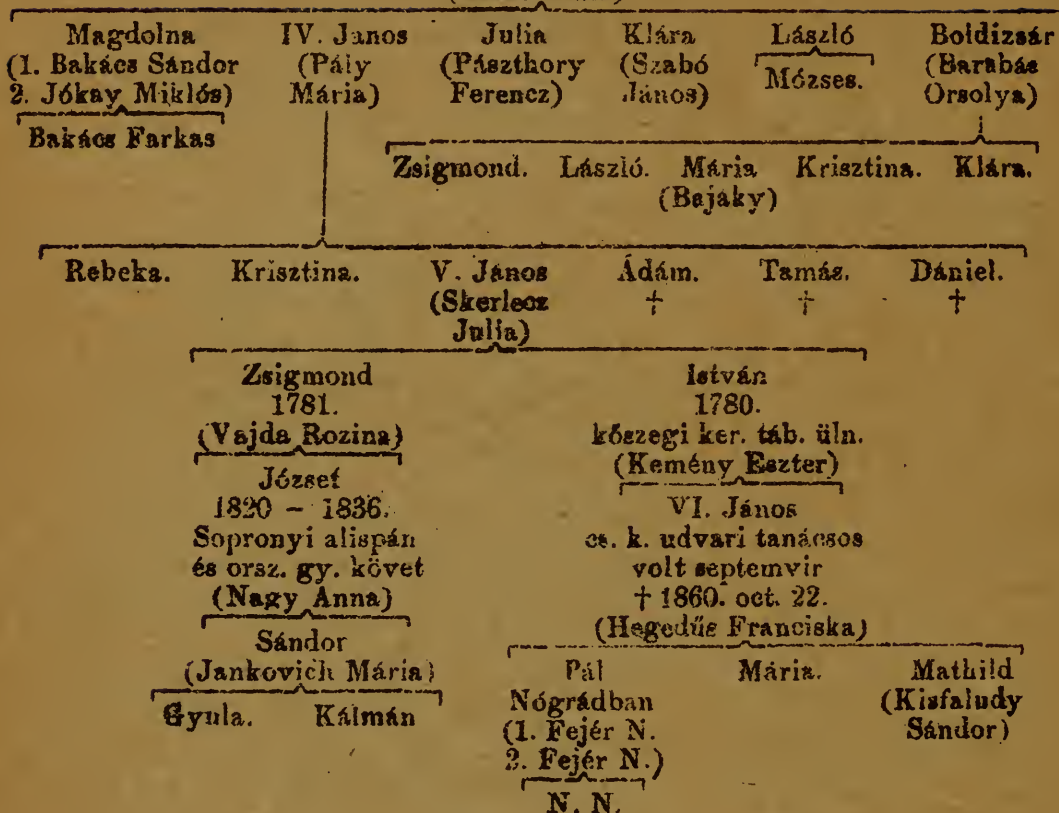 Magdolna IV. Janos Julia Klára László Boldizsár
(1. Bakács Sándor (Pály (Pászthory (Szabó Mózses. (Barabás
2. Jókay Miklós) Mária) Ferencz) János) Orsolya)
Bakács Farkas
Zsigmond. László. Mária Krisztina. Klára.
(Bajáky)
Rebeka. Krisztina. V. János Ádám. Tamás. Dániel.
(Skerlecz † † †
Julia)
Zsigmond István
1781. 1780.
(Vajda Rozina) kőszegi ker. táb. üln.
(Kemény Eszter)
József VI. János
1820 – 1836. cs. k. udvari tanácsos
Sopronyi alispán volt septemvir
és orsz. gy. követ † 1860. oct. 22.
(Nagy Anna) (Hegedűs Franciska)
Sándor Pál Mária. Mathild
(Jankovich Mária) Nógrádban (Kisfaludy
Gyula. Kálmán (1. Fejér N. Sándor)
2. Fejér N.)
N. N.